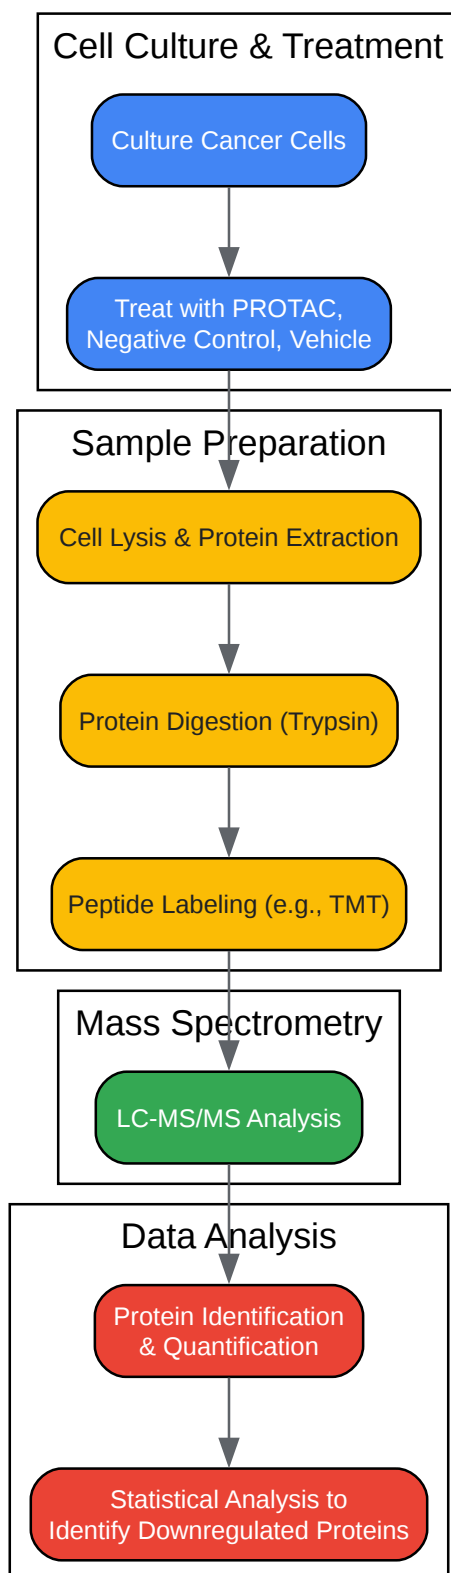 Cell Culture & Treatment
Culture Cancer Cells
Treat with PROTAC,
Negative Control, Vehicle
Sample Preparation
Cell Lysis & Protein Extraction
Protein Digestion (Trypsin)
Peptide Labeling (e.g., TMT)
Mass Spectrometry
LC-MS/MS Analysis
Data Analysis
Protein Identification
& Quantification
Statistical Analysis to
Identify Downregulated Proteins